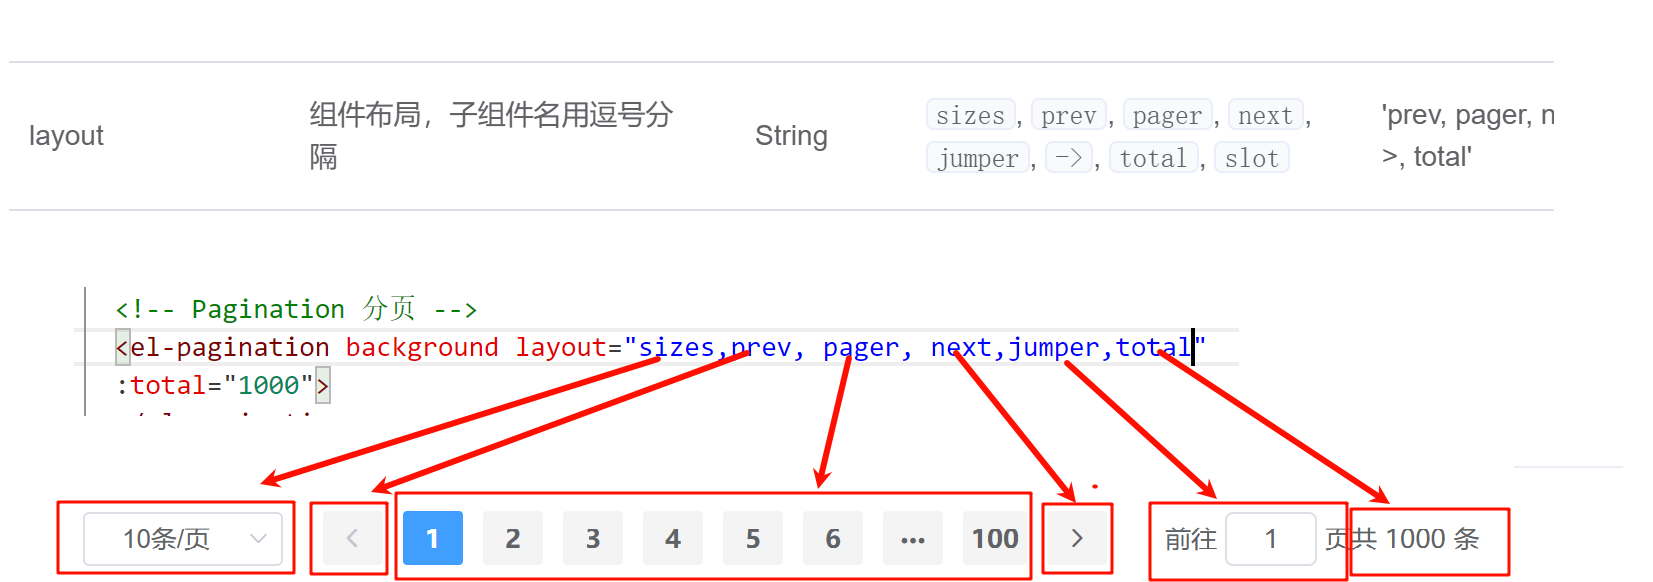 layout
组件布局，子组件名用逗号分
隔
String
sizes, prev, pager, next,
jumper, ->, total, slot
'prev, pager, n
>, total'
<!-- Pagination 分页 -->
<el-pagination background layout="sizes,prev, pager, next,jumper,total"
:total="1000">
10条/页 < 1 2 3 4 5 6 ... 100 > 前往 1 页共 1000 条